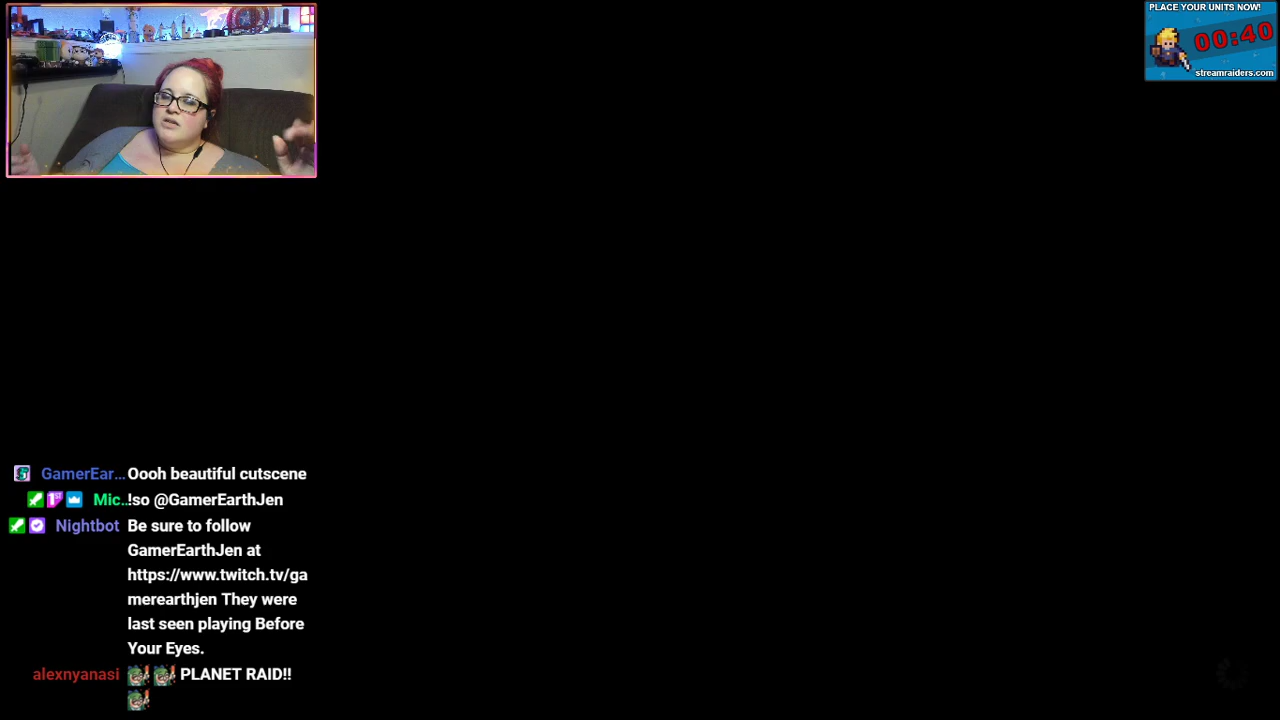 PLACE YOUR UNITS NOW!
00:40
streamraiders.com
GamerEar... Oooh beautiful cutscene
Mic.. !so @GamerEarthJen
Nightbot Be sure to follow
GamerEarthJen at
https://www.twitch.tv/ga
merearthjen They were
last seen playing Before
Your Eyes.
alexnyanasi PLANET RAID!!